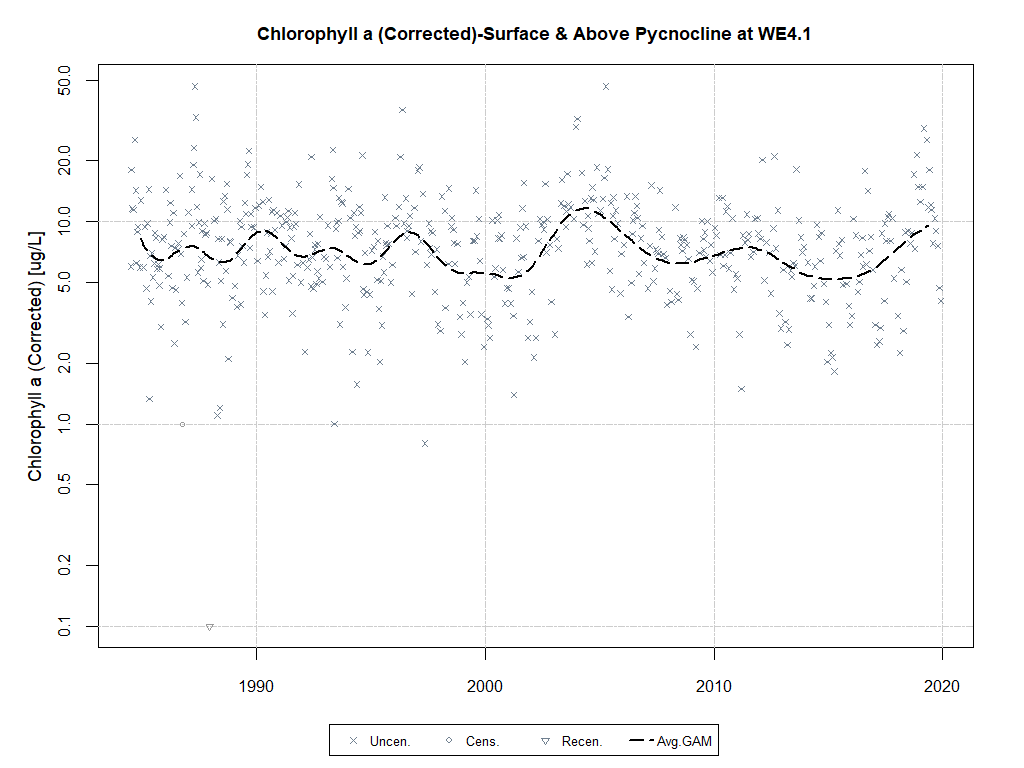 Chlorophyll a (Corrected)-Surface & Above Pycnocline at WE4.1
Chlorophyll a (Corrected) [ug/L]
50.0
20.0
10.0
5.0
2.0
1.0
0.5
0.2
0.1
1990 2000 2010 2020
Uncen. Cens. Recen. Avg.GAM